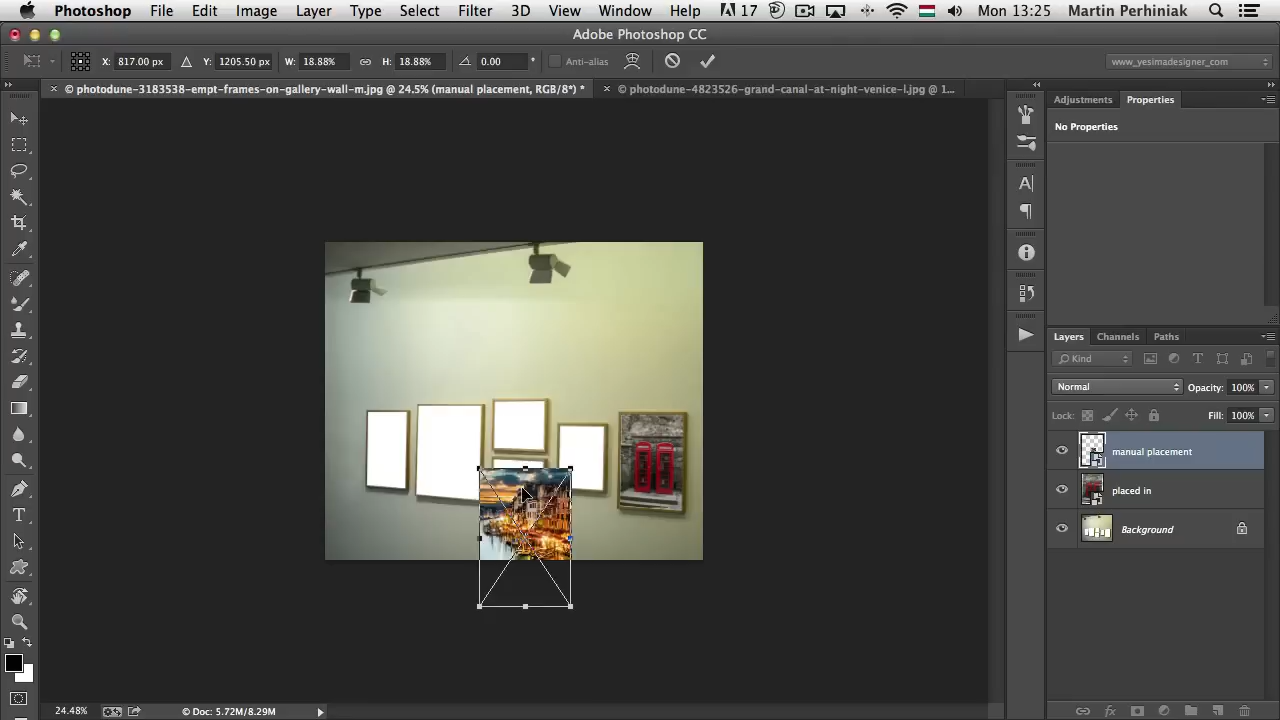 Photoshop File Edit Image Layer Type Select Filter 3D View Window Help 17 Mon 13:25 Martin Perhiniak
Adobe Photoshop CC
X: 817.00 px Y: 1205.50 px W: 18.88% H: 18.88% 0.00 ° Anti-alias www_yesimadesigner_com
× © photodune-3183538-empt-frames-on-gallery-wall-m.jpg @ 24.5% (manual placement, RGB/8*) * × © photodune-4823526-grand-canal-at-night-venice-l.jpg @ 1...
Adjustments Properties
No Properties
Layers Channels Paths
Kind
Normal Opacity: 100%
Lock: Fill: 100%
manual placement
placed in
Background
24.48% © Doc: 5.72M/8.29M